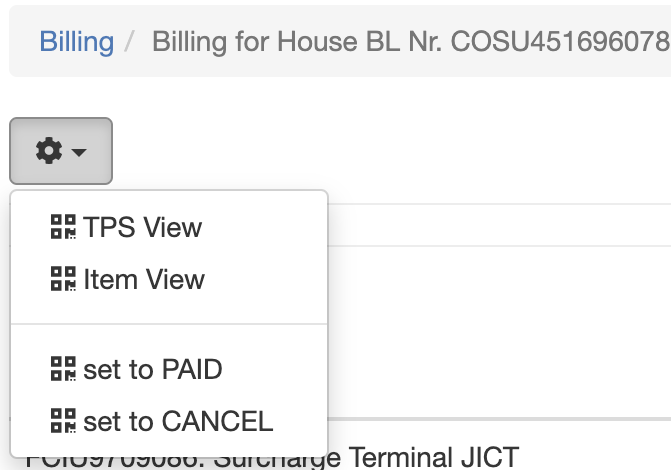 Billing / Billing for House BL Nr. COSU451696078
TPS View
Item View
set to PAID
set to CANCEL
FCIU9709086: Surcharge Terminal JICT